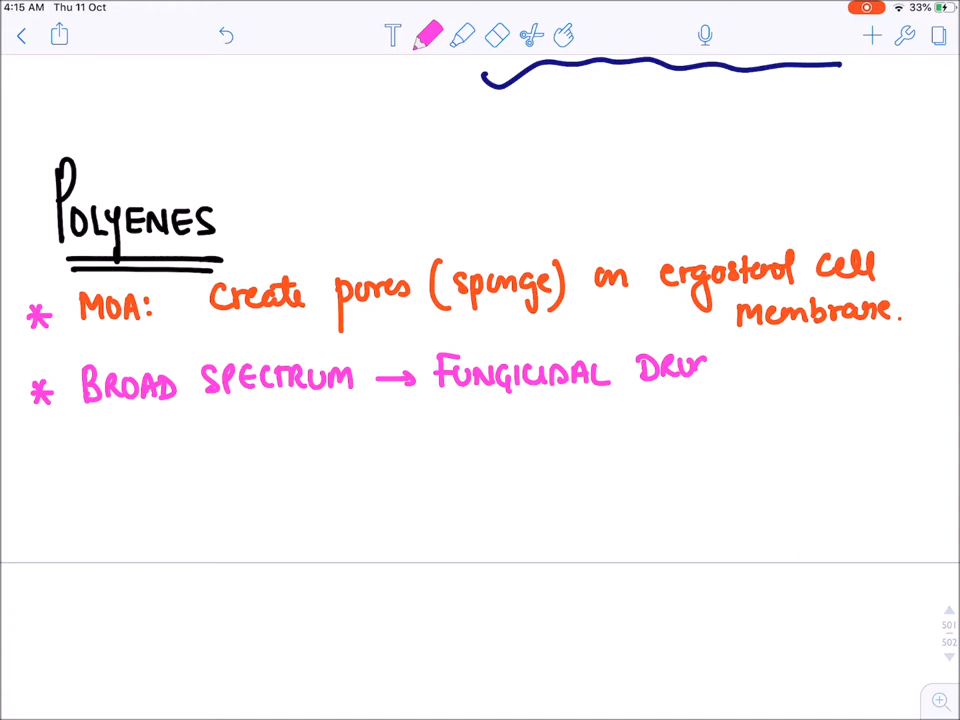 4:15 AM Thu 11 Oct
33%
T
POLYENES
* MOA: Create pores (sponge) on ergosterol cell
membrane.
* BROAD SPECTRUM → FUNGICIDAL DRU
501
502